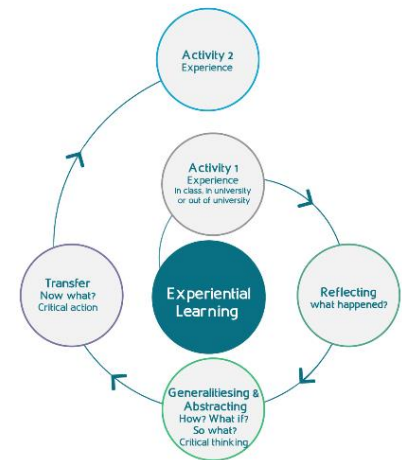 Activity 2
Experience
Activity 1
Experience
in class, in university
or out of university
Experiential
Learning
Reflecting
what happened?
Generalitiesing &
Abstracting
How? What if?
So what?
Critical thinking
Transfer
Now what?
Critical action